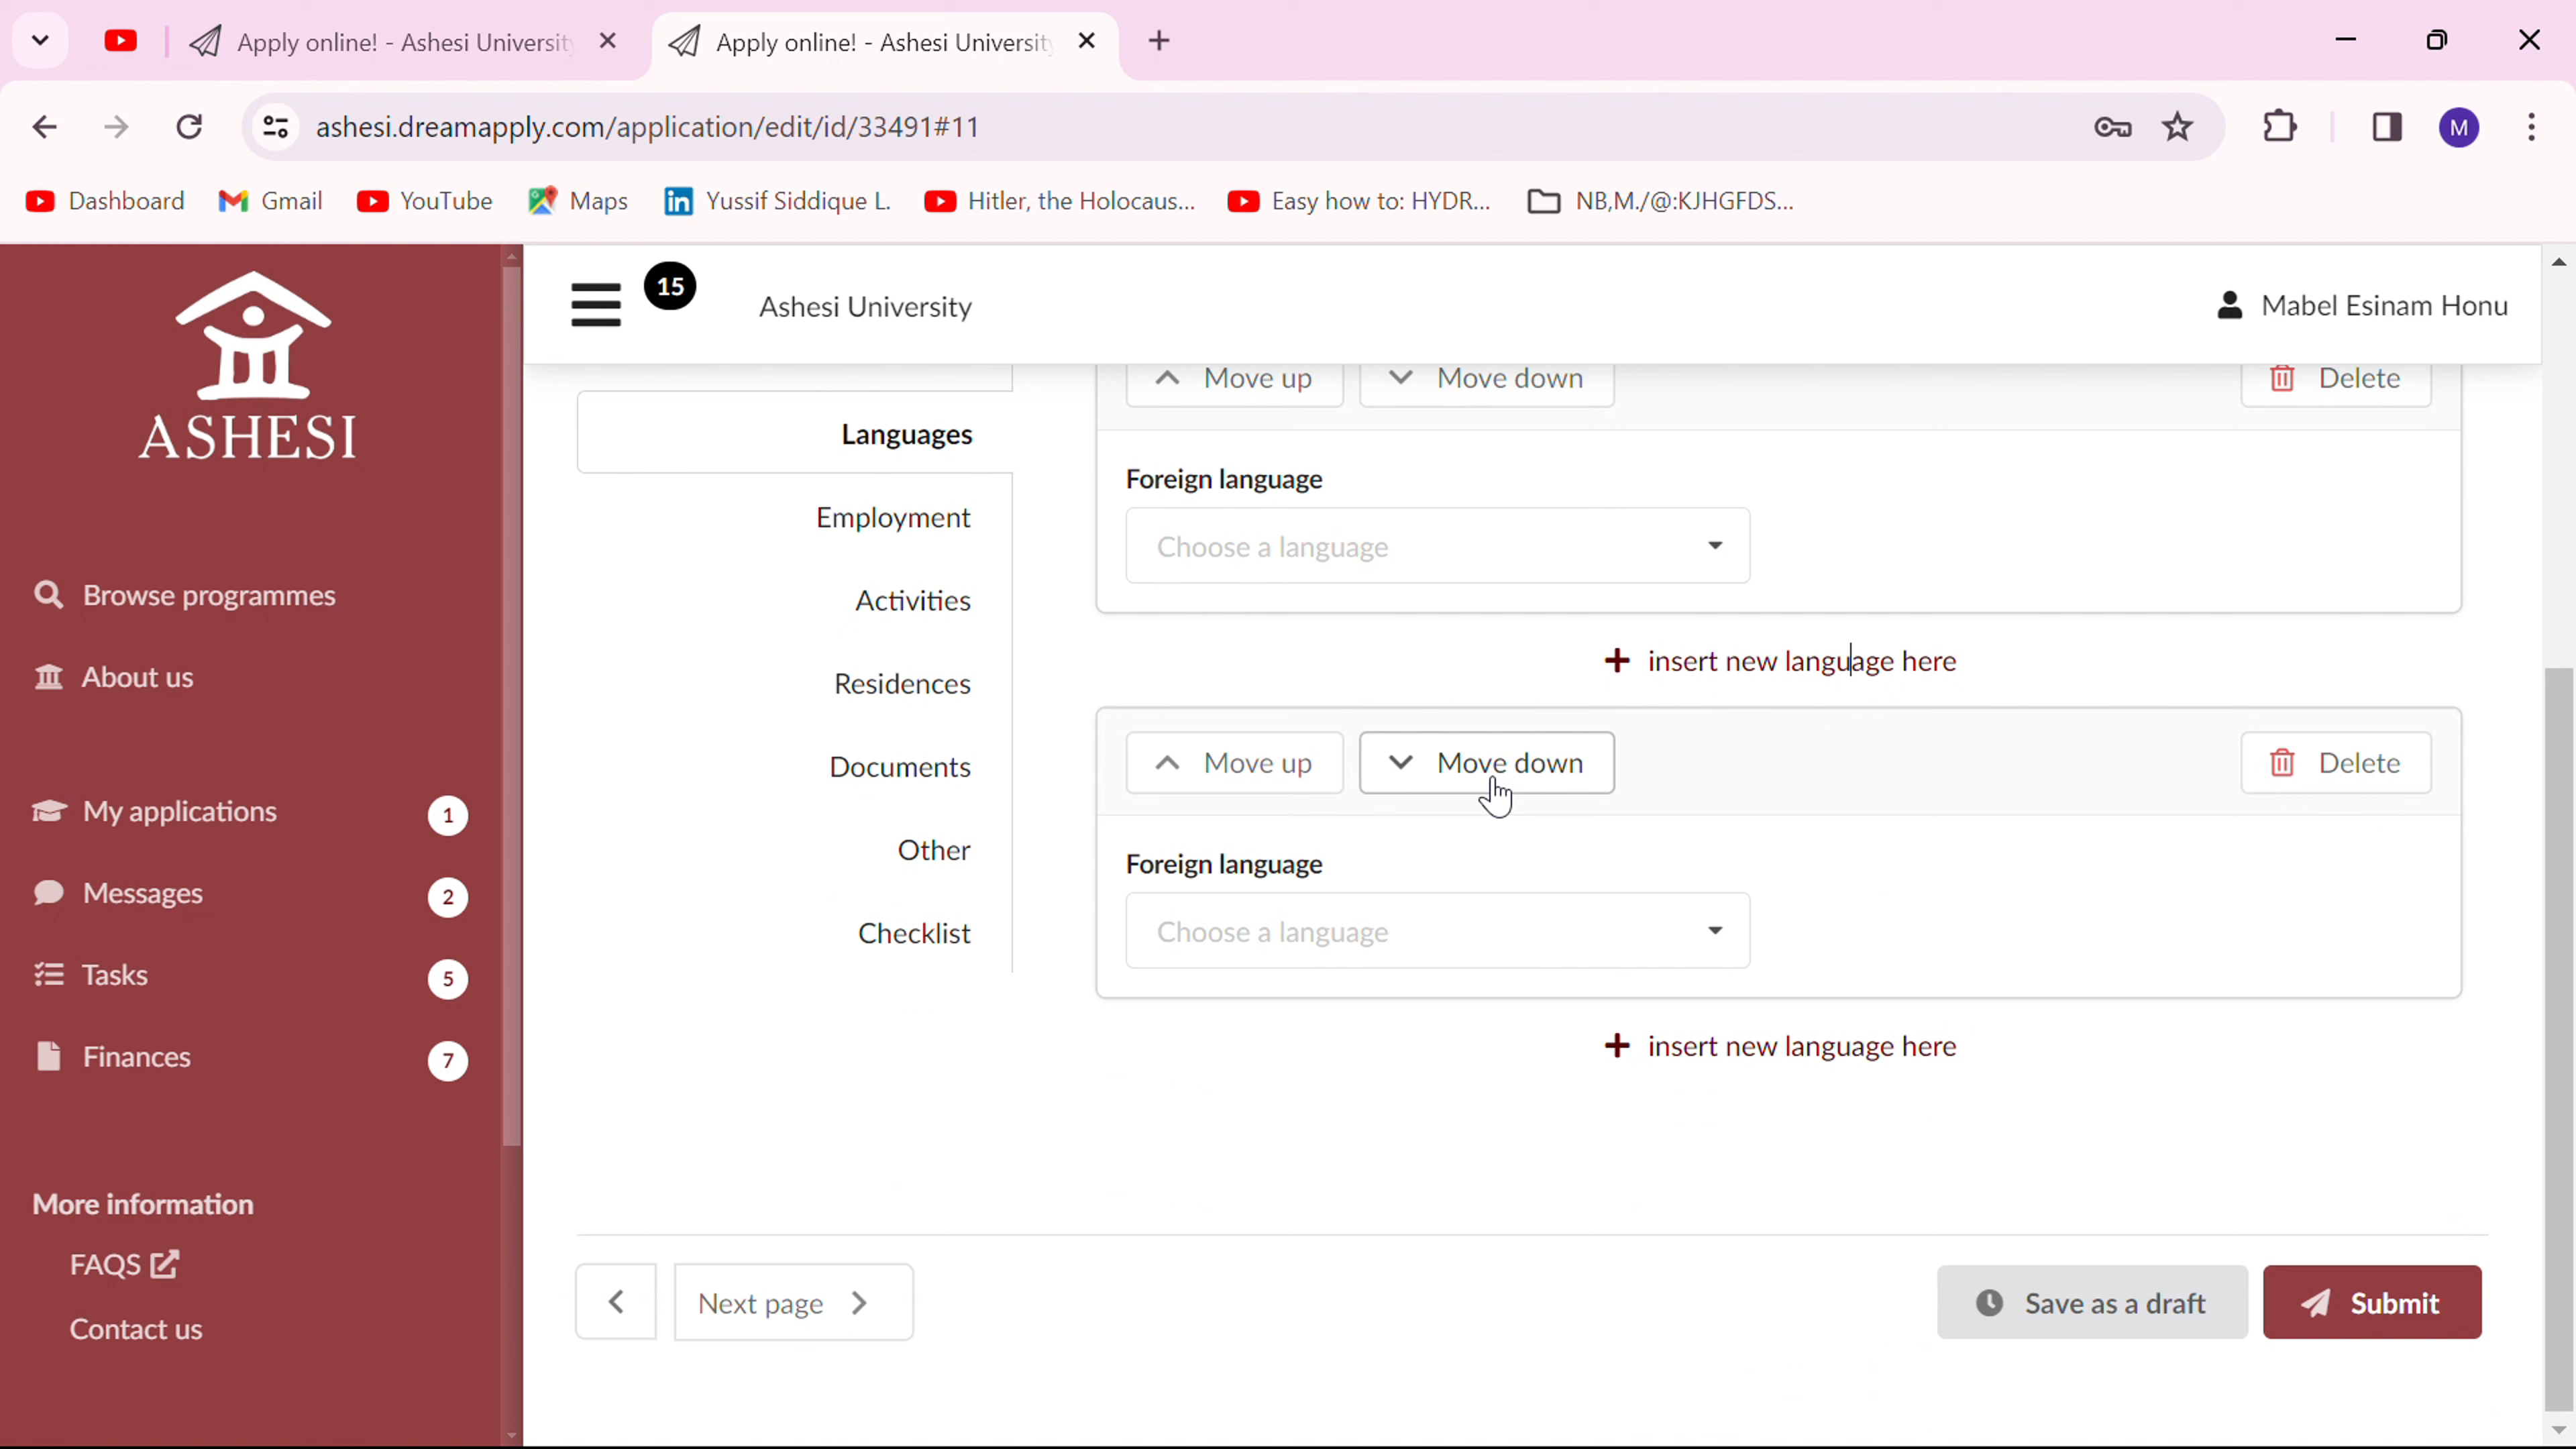 Apply online! - Ashesi University
Apply online! - Ashesi University
ashesi.dreamapply.com/application/edit/id/33491#11
M
Dashboard
Gmail
YouTube
Maps
Yussif Siddique L.
Hitler, the Holocaus...
Easy how to: HYDR...
NB,M./@:KJHGFDS...
ASHESI
Browse programmes
About us
My applications 1
Messages 2
Tasks 5
Finances 7
More information
FAQS
Contact us
15
Ashesi University
Mabel Esinam Honu
Languages
Employment
Activities
Residences
Documents
Other
Checklist
Move up
Move down
Delete
Foreign language
Choose a language
insert new language here
Move up
Move down
Delete
Foreign language
Choose a language
insert new language here
Next page
Save as a draft
Submit